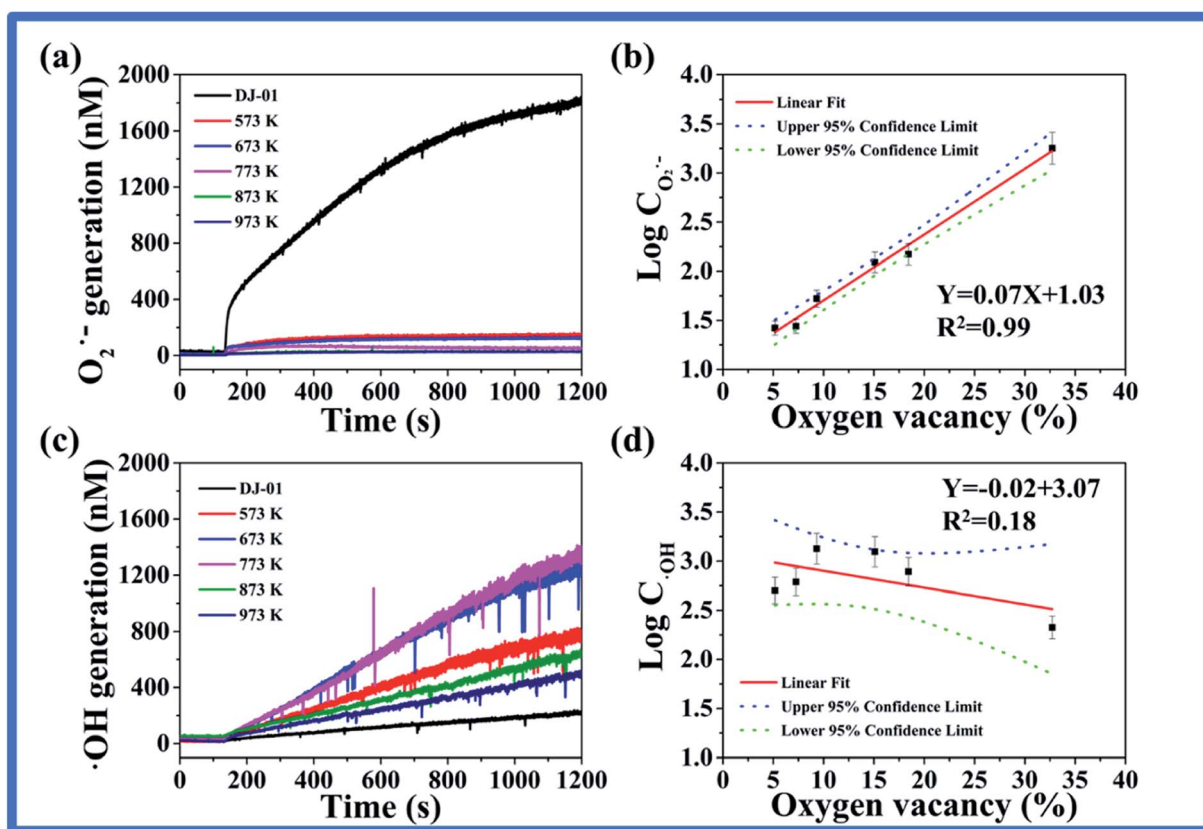 (a)
O₂˙⁻ generation (nM)
2000
1600
1200
800
400
0
DJ-01
573 K
673 K
773 K
873 K
973 K
0 200 400 600 800 1000 1200
Time (s)
(b)
Log C O₂˙⁻
4.0
3.5
3.0
2.5
2.0
1.5
1.0
Linear Fit
Upper 95% Confidence Limit
Lower 95% Confidence Limit
Y=0.07X+1.03
R²=0.99
0 5 10 15 20 25 30 35 40
Oxygen vacancy (%)
(c)
·OH generation (nM)
2000
1600
1200
800
400
0
DJ-01
573 K
673 K
773 K
873 K
973 K
0 200 400 600 800 1000 1200
Time (s)
(d)
Log C ·OH
4.0
3.5
3.0
2.5
2.0
1.5
1.0
Y=-0.02+3.07
R²=0.18
Linear Fit
Upper 95% Confidence Limit
Lower 95% Confidence Limit
0 5 10 15 20 25 30 35 40
Oxygen vacancy (%)